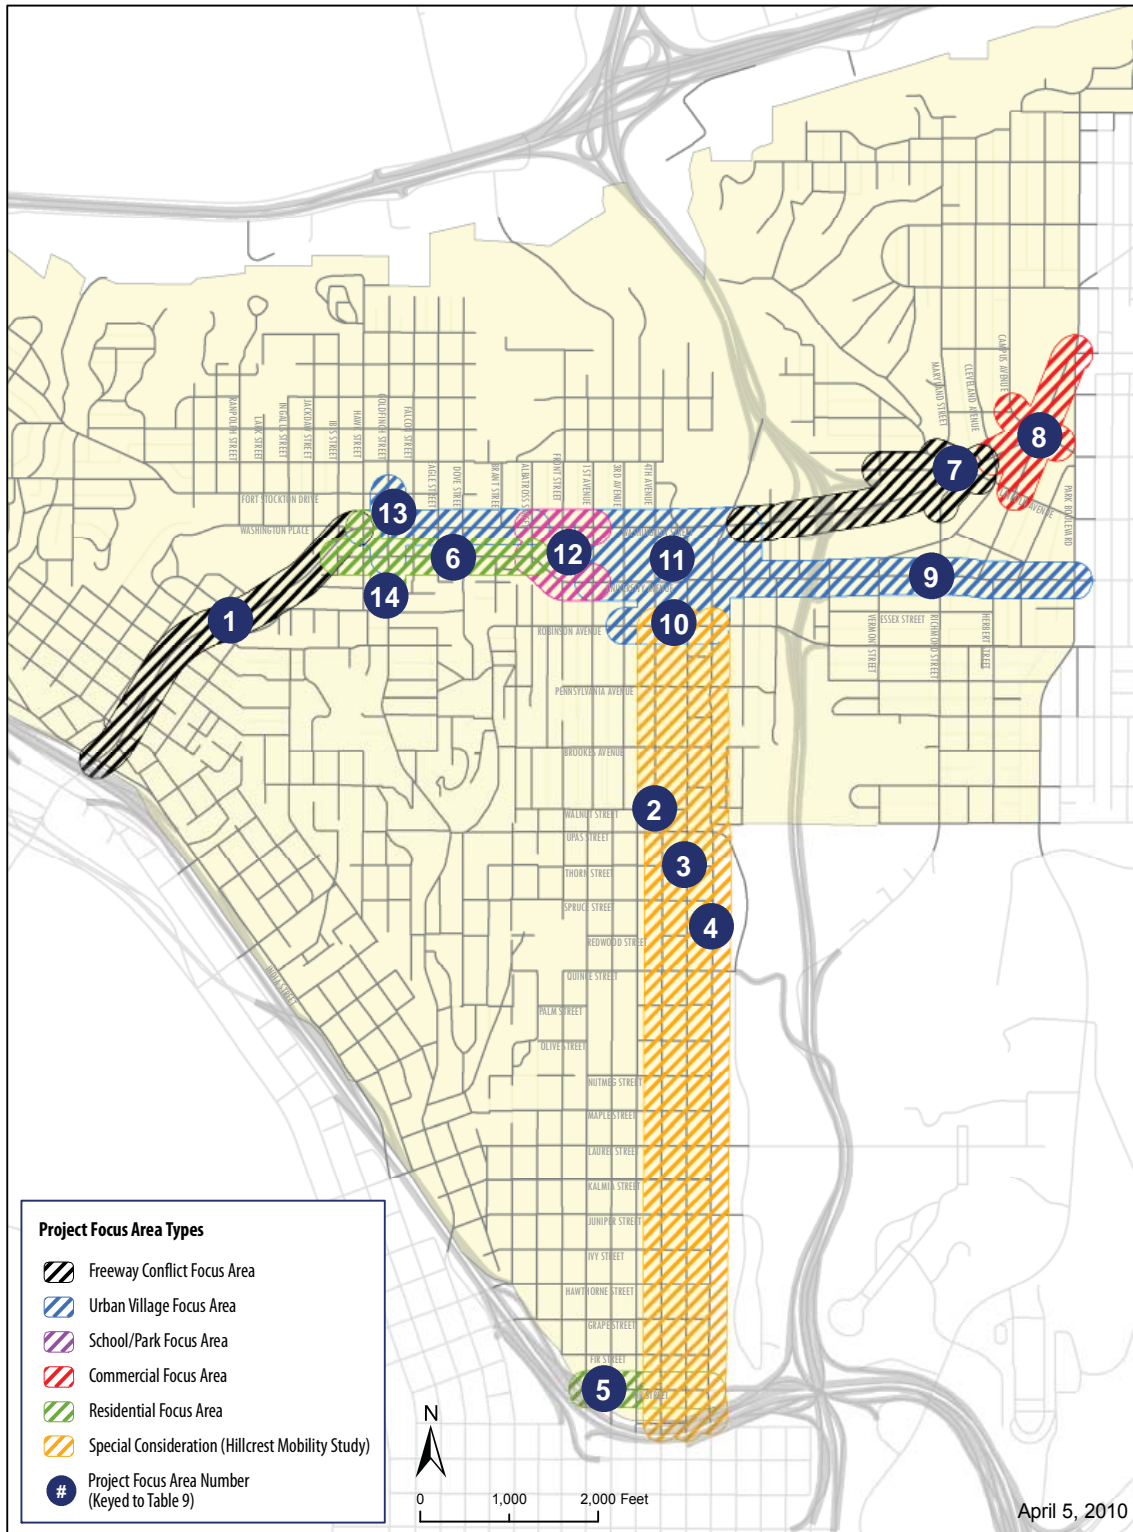 CAMPUS AVENUE
MARYLAND STREET
CLEVELAND AVENUE
8
7
PARK BOULEVARD
RANDOLPH STREET
LARK STREET
INGALLS STREET
JACKDAW STREET
IBIS STREET
HAWK STREET
GOLDFINCH STREET
FALCON STREET
EAGLE STREET
DOVE STREET
BRANT STREET
ALBATROSS STREET
FRONT STREET
1ST AVENUE
3RD AVENUE
4TH AVENUE
FORT STOCKTON DRIVE
WASHINGTON PLACE
13
WASHINGTON STREET
6
12
11
9
14
UNIVERSITY AVENUE
1
10
ROBINSON AVENUE
ESSEX STREET
VERMONT STREET
RICHMOND STREET
HERBERT STREET
PENNSYLVANIA AVENUE
BROOKES AVENUE
2
WALNUT STREET
UPAS STREET
3
THORN STREET
SPRUCE STREET
4
REDWOOD STREET
QUINCE STREET
INDIA STREET
PALM STREET
OLIVE STREET
NUTMEG STREET
MAPLE STREET
LAUREL STREET
KALMIA STREET
JUNIPER STREET
IVY STREET
HAWTHORNE STREET
GRAPE STREET
FIR STREET
5
STREET
Project Focus Area Types
Freeway Conflict Focus Area
Urban Village Focus Area
School/Park Focus Area
Commercial Focus Area
Residential Focus Area
Special Consideration (Hillcrest Mobility Study)
# Project Focus Area Number
(Keyed to Table 9)
N
0 1,000 2,000 Feet
April 5, 2010